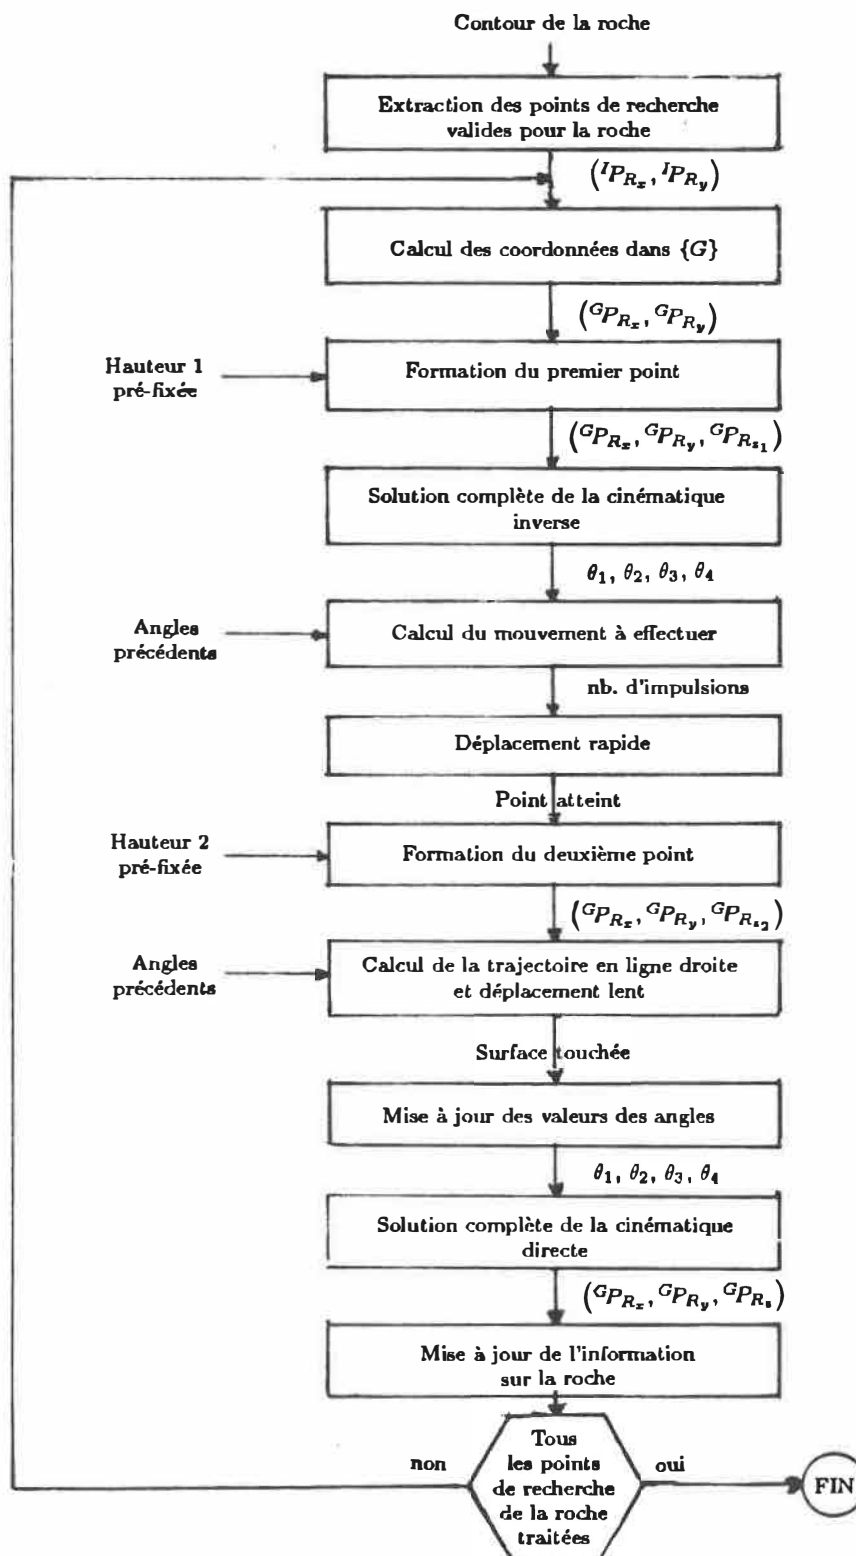 Contour de la roche
Extraction des points de recherche
valides pour la roche
(ᴵP_{R_x}, ᴵP_{R_y})
Calcul des coordonnées dans {G}
(ᴳP_{R_x}, ᴳP_{R_y})
Hauteur 1
pré-fixée
Formation du premier point
(ᴳP_{R_x}, ᴳP_{R_y}, ᴳP_{R_{z_1}})
Solution complète de la cinématique
inverse
θ₁, θ₂, θ₃, θ₄
Angles
précédents
Calcul du mouvement à effectuer
nb. d'impulsions
Déplacement rapide
Point atteint
Hauteur 2
pré-fixée
Formation du deuxième point
(ᴳP_{R_x}, ᴳP_{R_y}, ᴳP_{R_{z_2}})
Angles
précédents
Calcul de la trajectoire en ligne droite
et déplacement lent
Surface touchée
Mise à jour des valeurs des angles
θ₁, θ₂, θ₃, θ₄
Solution complète de la cinématique
directe
(ᴳP_{R_x}, ᴳP_{R_y}, ᴳP_{R_z})
Mise à jour de l'information
sur la roche
Tous
les points
de recherche
de la roche
traitées
non
oui
FIN